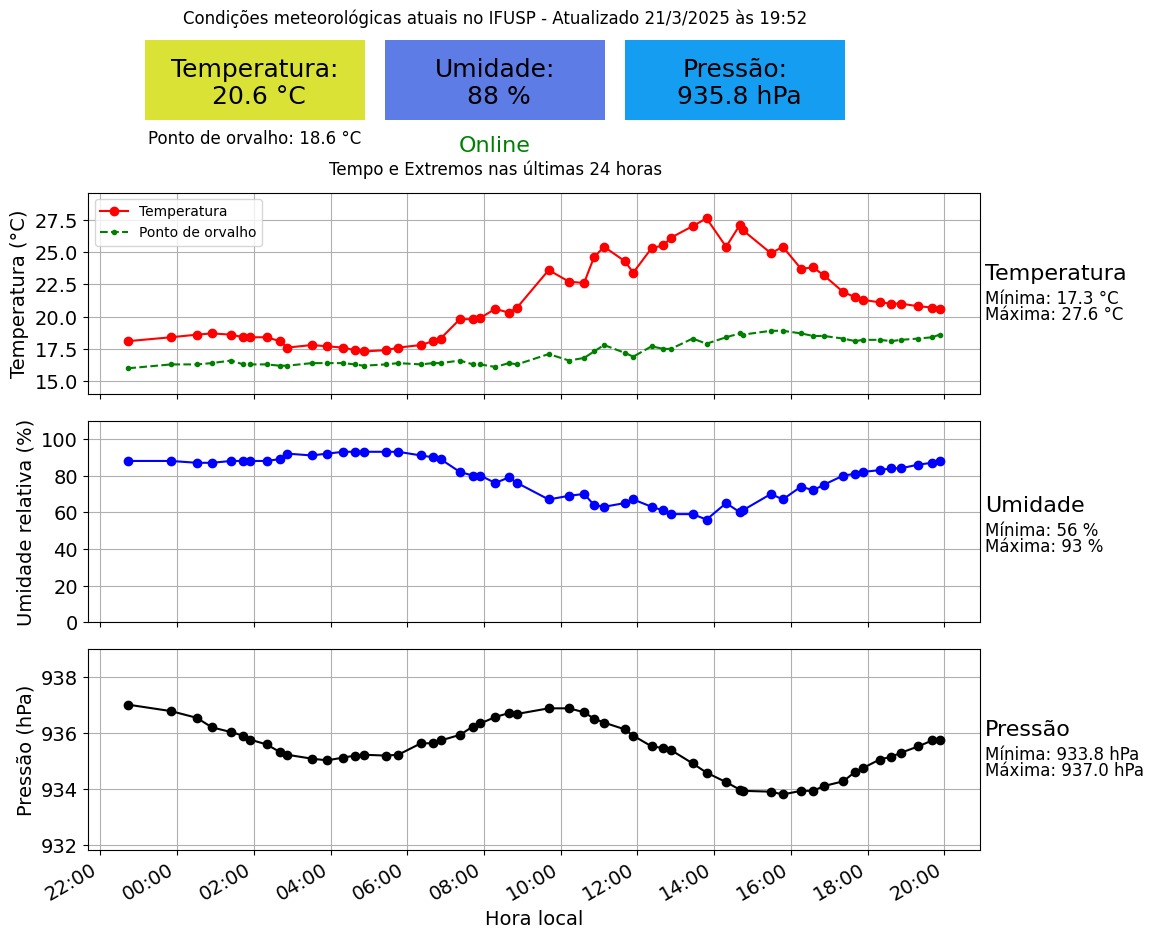 Condições meteorológicas atuais no IFUSP - Atualizado 21/3/2025 às 19:52
Temperatura:
20.6 °C
Umidade:
88 %
Pressão:
935.8 hPa
Ponto de orvalho: 18.6 °C
Online
Tempo e Extremos nas últimas 24 horas
Temperatura (°C)
27.5
25.0
22.5
20.0
17.5
15.0
Temperatura
Ponto de orvalho
Temperatura
Mínima: 17.3 °C
Máxima: 27.6 °C
Umidade relativa (%)
100
80
60
40
20
0
Umidade
Mínima: 56 %
Máxima: 93 %
Pressão (hPa)
938
936
934
932
Pressão
Mínima: 933.8 hPa
Máxima: 937.0 hPa
22:00 00:00 02:00 04:00 06:00 08:00 10:00 12:00 14:00 16:00 18:00 20:00
Hora local